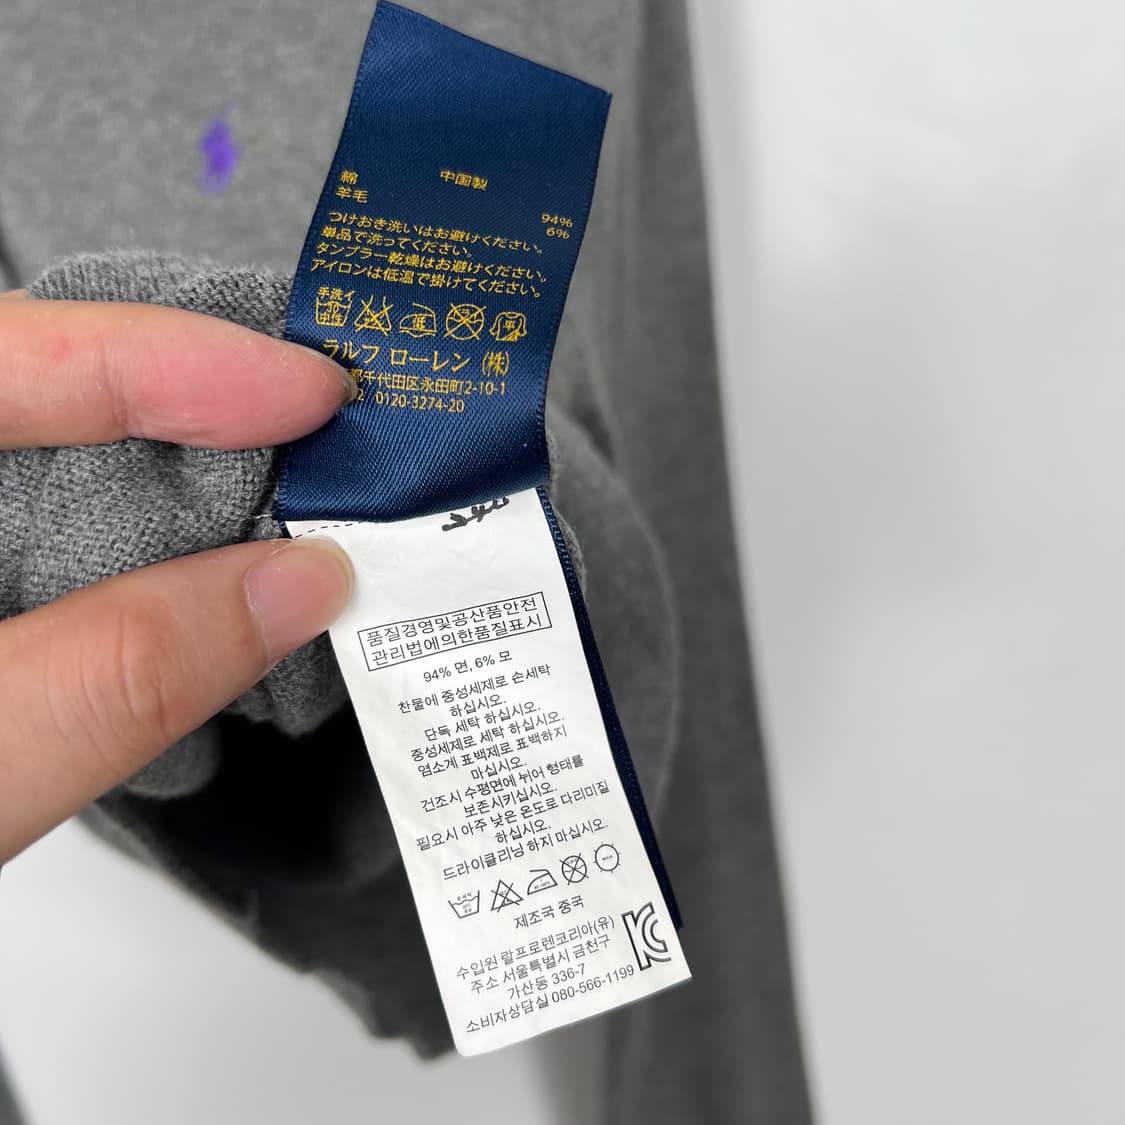 綿 中国製
羊毛
94%
6%
つけおき洗いはお避けください。
単品で洗ってください。
タンブラー乾燥はお避けください。
アイロンは低温で掛けてください。
手洗イ
30
中性
低
平
ラルフ ローレン (株)
都千代田区永田町2-10-1
0120-3274-20
품질경영및공산품안전
관리법에의한품질표시
94% 면, 6% 모
찬물에 중성세제로 손세탁
하십시오.
단독 세탁 하십시오.
중성세제로 세탁 하십시오.
염소계 표백제로 표백하지
마십시오.
건조시 수평면에 뉘어 형태를
보존시키십시오.
필요시 아주 낮은 온도로 다리미질
하십시오.
드라이클리닝 하지 마십시오.
제조국 중국
수입원 랄프로렌코리아(유)
주소 서울특별시 금천구
가산동 336-7
소비자상담실 080-566-1199